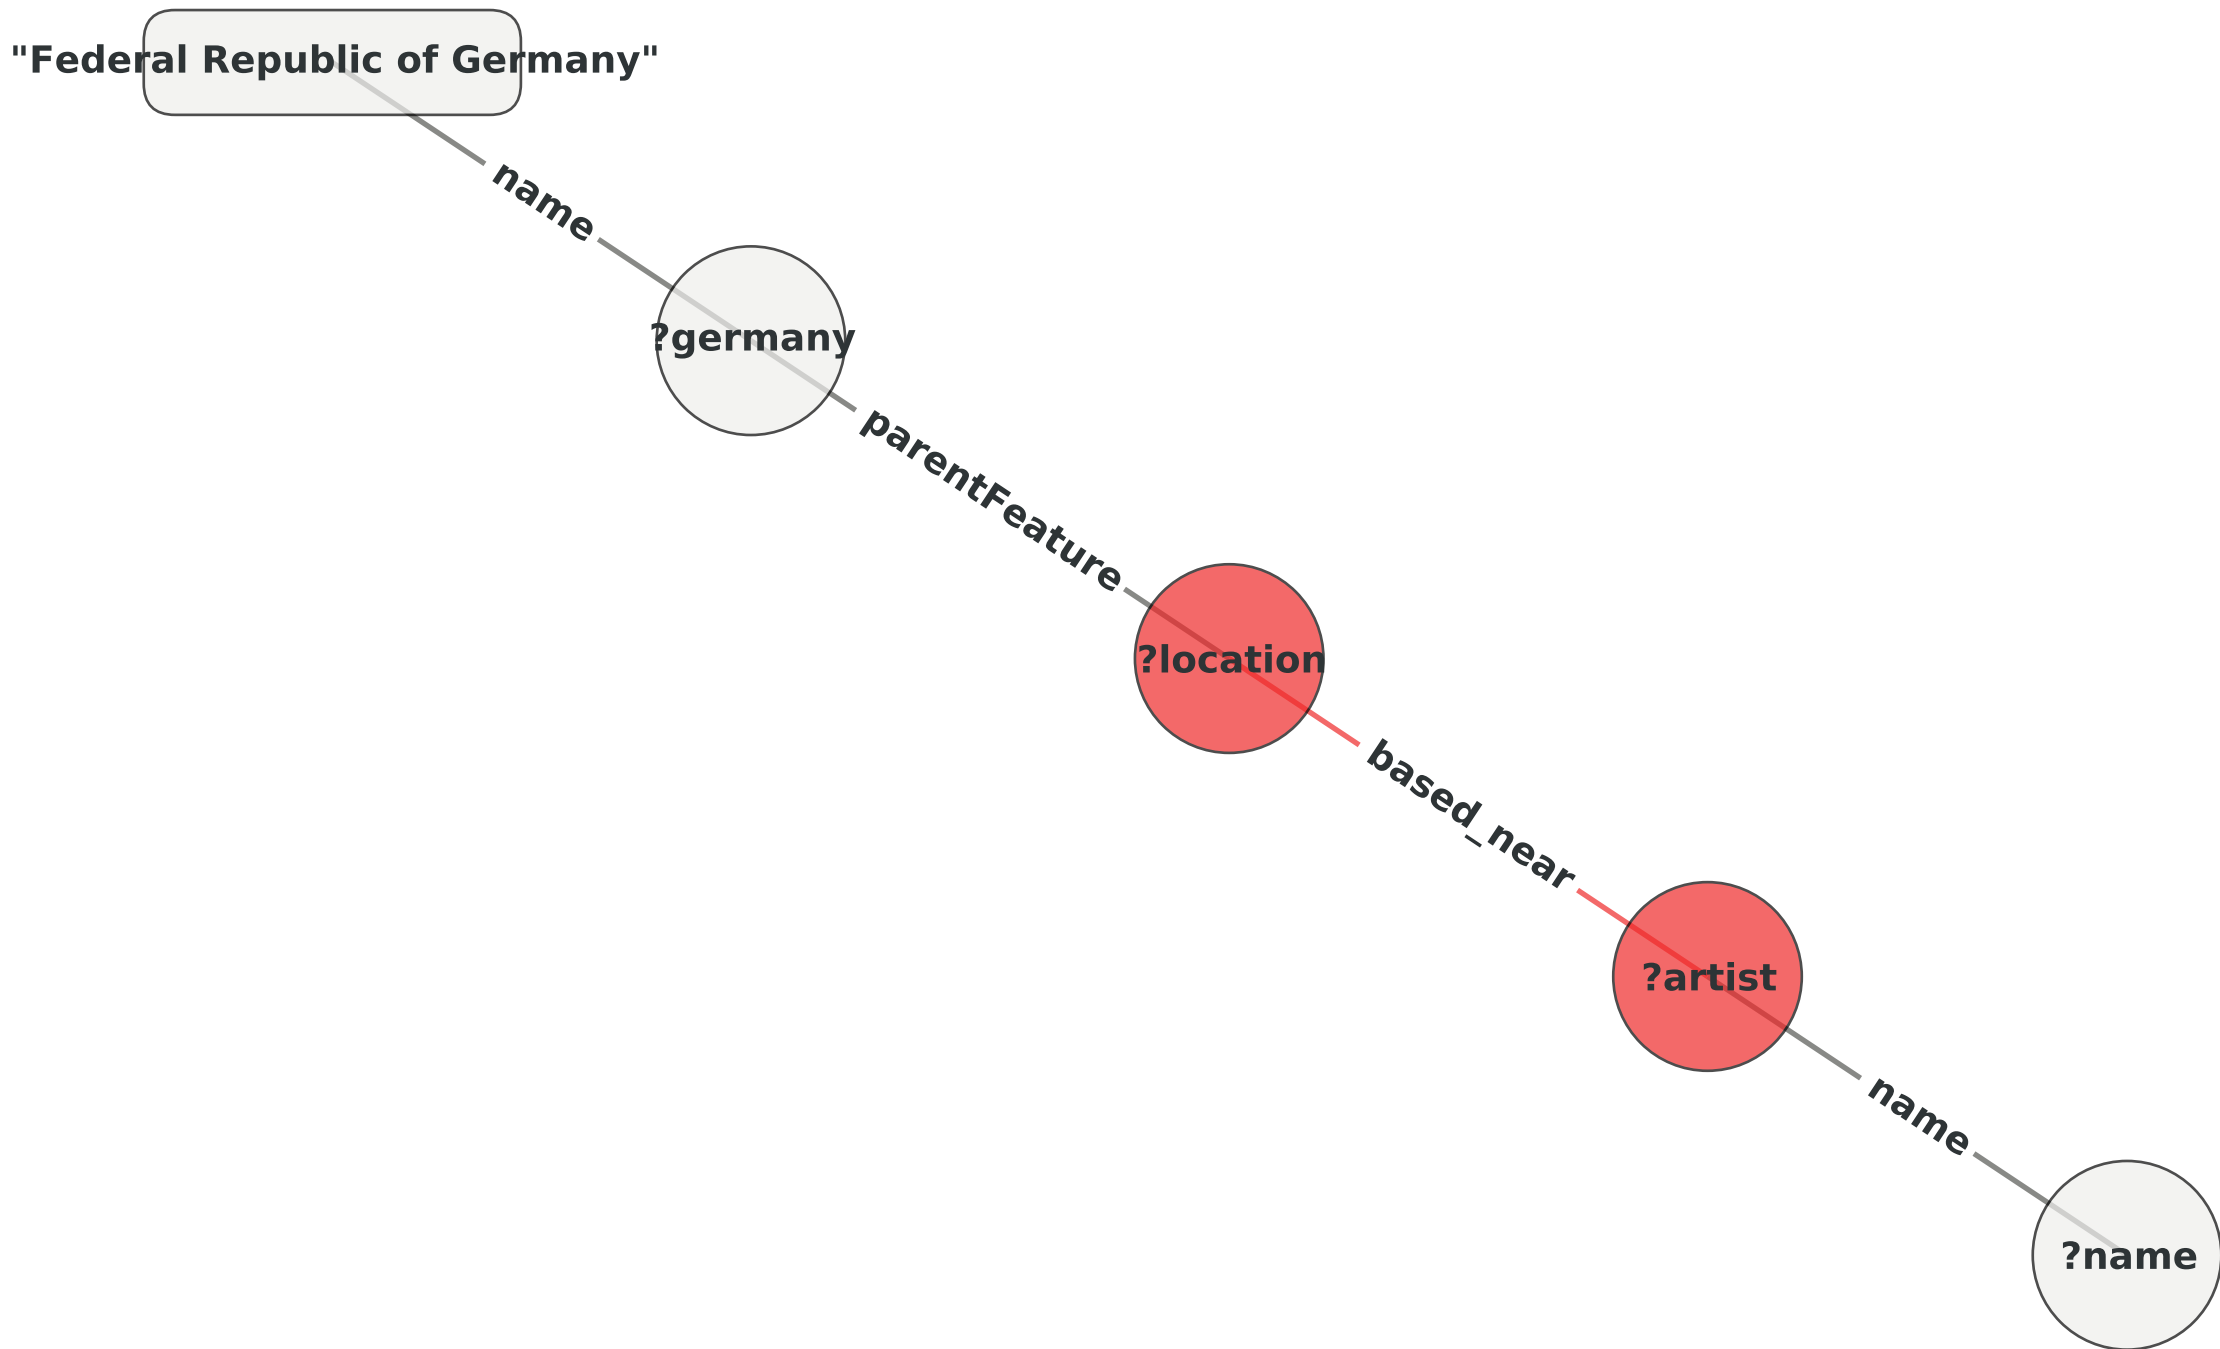 "Federal Republic of Germany"
name
?germany
parentFeature
?location
based_near
?artist
name
?name